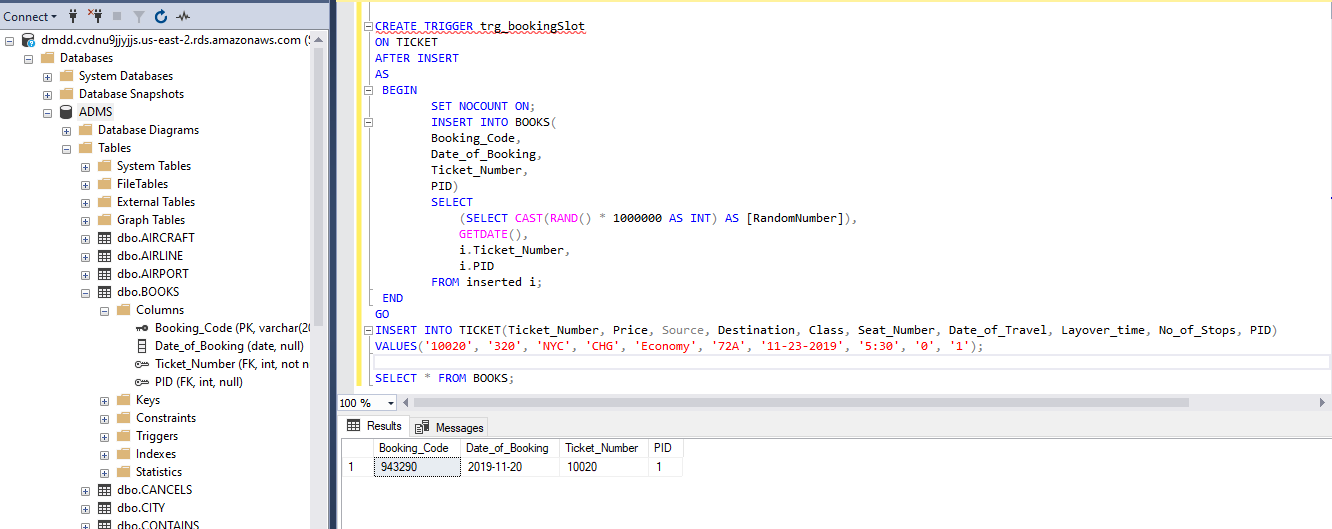 Connect
dmdd.cvdnu9jjyjjs.us-east-2.rds.amazonaws.com (S
Databases
System Databases
Database Snapshots
ADMS
Database Diagrams
Tables
System Tables
FileTables
External Tables
Graph Tables
dbo.AIRCRAFT
dbo.AIRLINE
dbo.AIRPORT
dbo.BOOKS
Columns
Booking_Code (PK, varchar(20
Date_of_Booking (date, null)
Ticket_Number (FK, int, not n
PID (FK, int, null)
Keys
Constraints
Triggers
Indexes
Statistics
dbo.CANCELS
dbo.CITY
dbo.CONTAINS
CREATE TRIGGER trg_bookingSlot
ON TICKET
AFTER INSERT
AS
BEGIN
SET NOCOUNT ON;
INSERT INTO BOOKS(
Booking_Code,
Date_of_Booking,
Ticket_Number,
PID)
SELECT
(SELECT CAST(RAND() * 1000000 AS INT) AS [RandomNumber]),
GETDATE(),
i.Ticket_Number,
i.PID
FROM inserted i;
END
GO
INSERT INTO TICKET(Ticket_Number, Price, Source, Destination, Class, Seat_Number, Date_of_Travel, Layover_time, No_of_Stops, PID)
VALUES('10020', '320', 'NYC', 'CHG', 'Economy', '72A', '11-23-2019', '5:30', '0', '1');
SELECT * FROM BOOKS;
100 %
Results Messages
Booking_Code Date_of_Booking Ticket_Number PID
1 943290 2019-11-20 10020 1